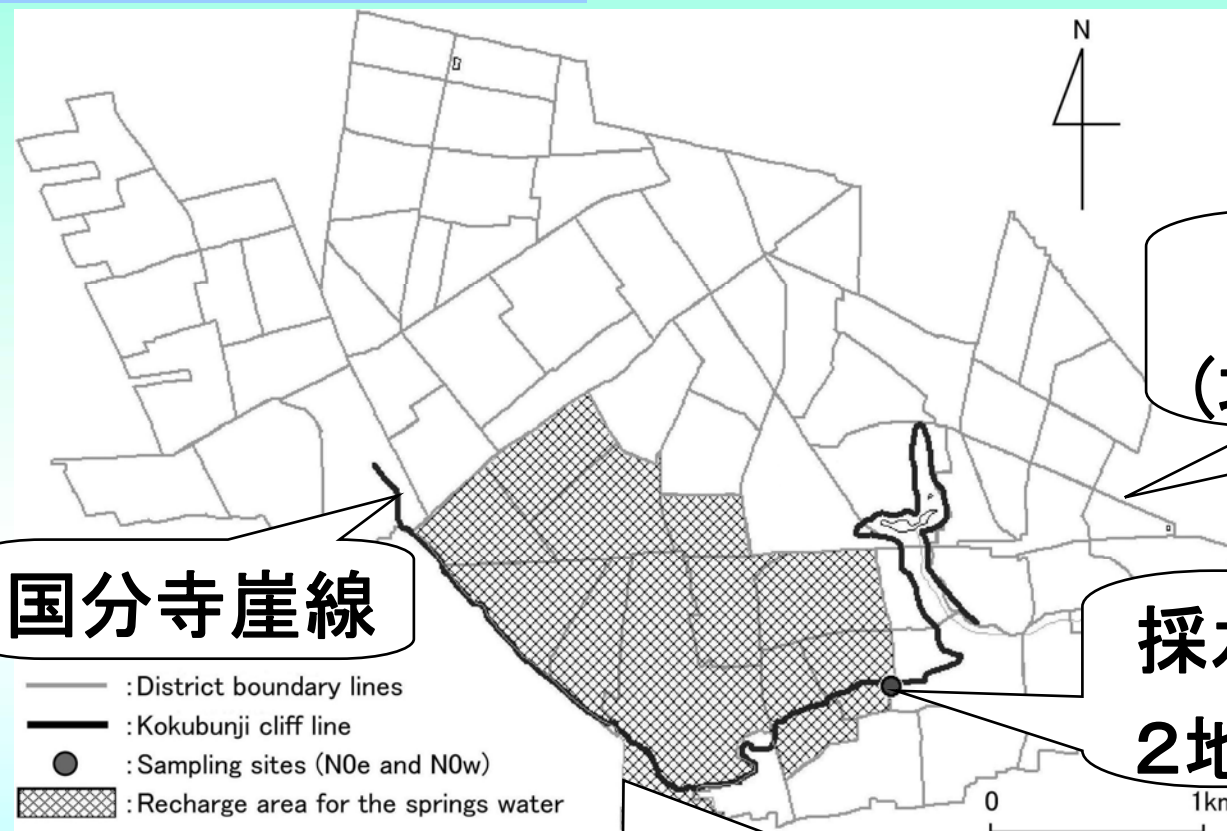 N
国分寺崖線
採
2地
:District boundary lines
:Kokubunji cliff line
:Sampling sites (N0e and N0w)
:Recharge area for the springs water
0 1km